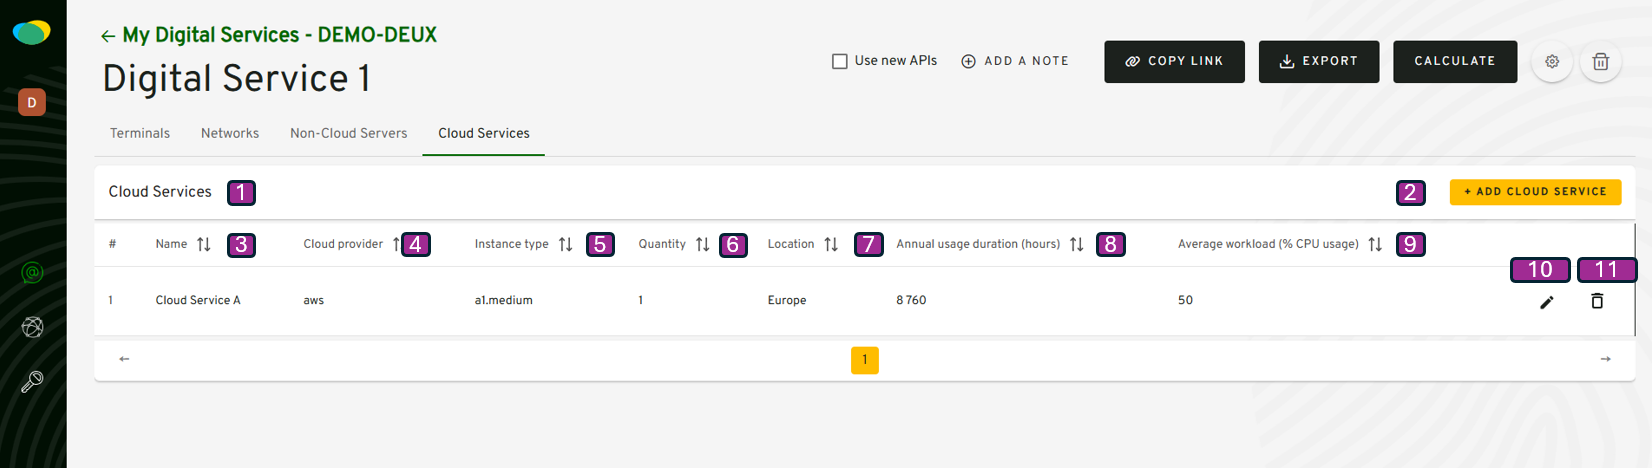 ← My Digital Services - DEMO-DEUX
Digital Service 1
Use new APIs
ADD A NOTE
COPY LINK
EXPORT
CALCULATE
D
Terminals
Networks
Non-Cloud Servers
Cloud Services
Cloud Services 1
2 + ADD CLOUD SERVICE
# Name 3 Cloud provider 4 Instance type 5 Quantity 6 Location 7 Annual usage duration (hours) 8 Average workload (% CPU usage) 9
10 11
1 Cloud Service A aws a1.medium 1 Europe 8 760 50
← 1 →